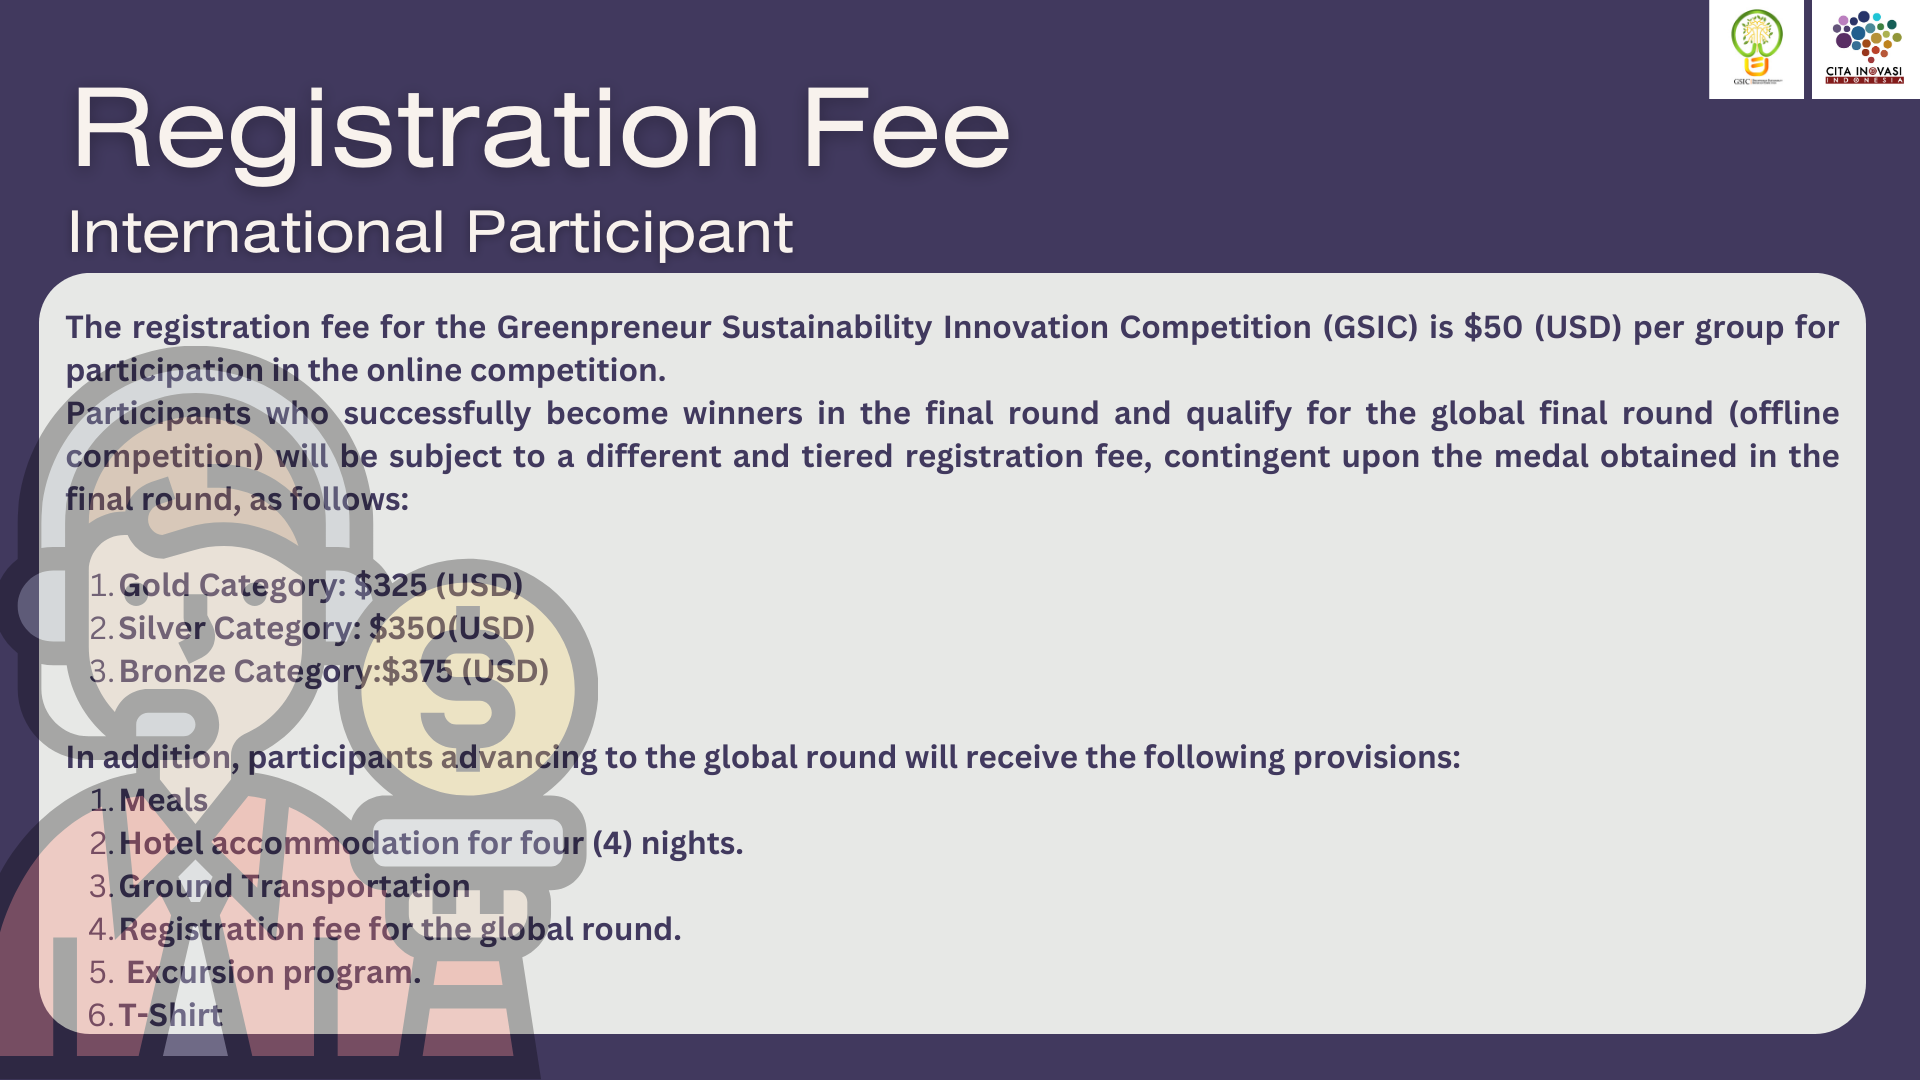 CITA INOVASI
INDONESIA
GSIC
Registration Fee
International Participant
The registration fee for the Greenpreneur Sustainability Innovation Competition (GSIC) is $50 (USD) per group for
participation in the online competition.
Participants who successfully become winners in the final round and qualify for the global final round (offline
competition) will be subject to a different and tiered registration fee, contingent upon the medal obtained in the
final round, as follows:
1. Gold Category: $325 (USD)
2. Silver Category: $350(USD)
3. Bronze Category:$375 (USD)
In addition, participants advancing to the global round will receive the following provisions:
1. Meals
2. Hotel accommodation for four (4) nights.
3. Ground Transportation
4. Registration fee for the global round.
5. Excursion program.
6. T-Shirt